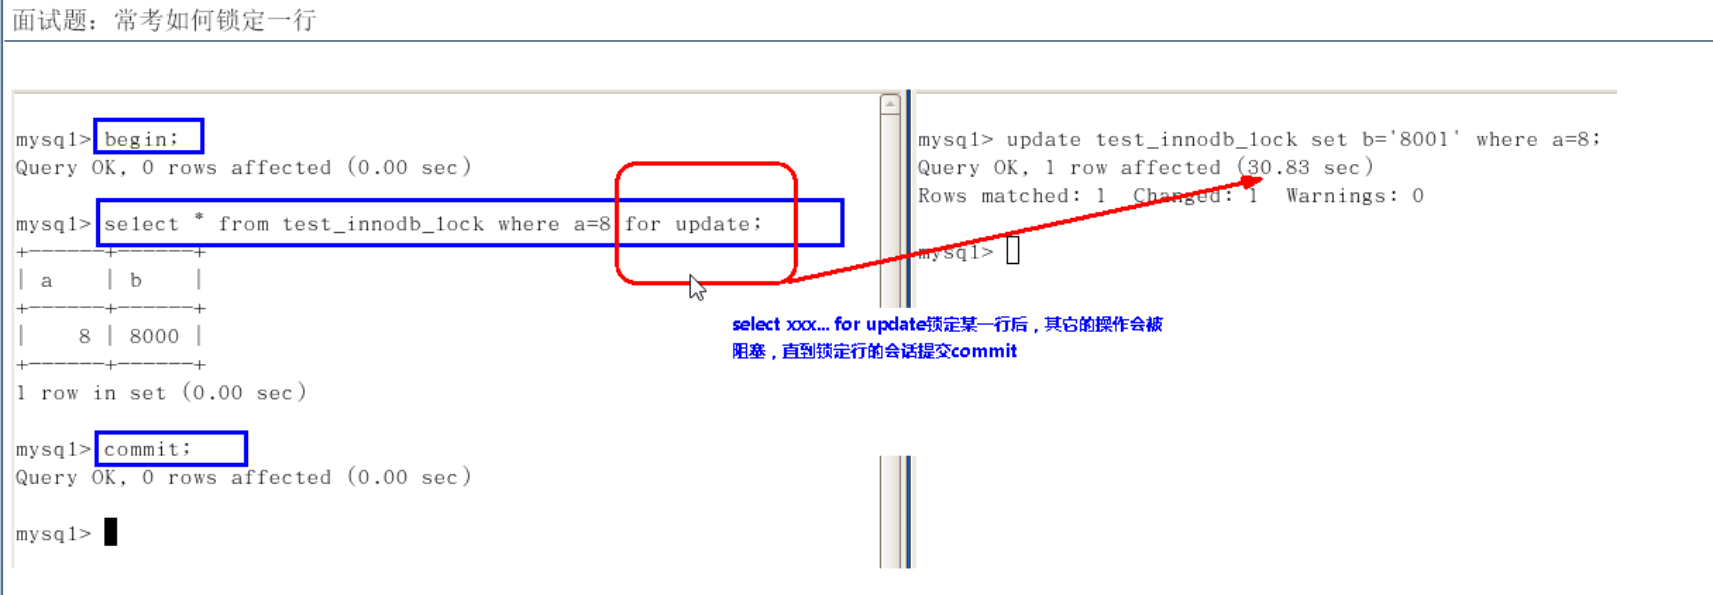 面试题：常考如何锁定一行
mysql> begin;
Query OK, 0 rows affected (0.00 sec)
mysql> select * from test_innodb_lock where a=8 for update;
+------+------+
| a    | b    |
+------+------+
|    8 | 8000 |
+------+------+
1 row in set (0.00 sec)
mysql> commit;
Query OK, 0 rows affected (0.00 sec)
mysql>
mysql> update test_innodb_lock set b='8001' where a=8;
Query OK, 1 row affected (30.83 sec)
Rows matched: 1  Changed: 1  Warnings: 0
mysql>
select xxx... for update锁定某一行后，其它的操作会被
阻塞，直到锁定行的会话提交commit